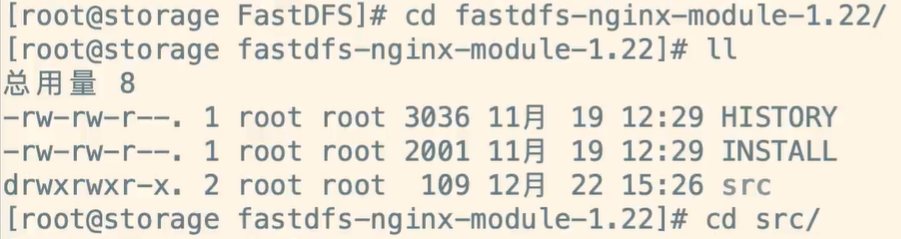 [root@storage FastDFS]# cd fastdfs-nginx-module-1.22/
[root@storage fastdfs-nginx-module-1.22]# ll
总用量 8
-rw-rw-r--. 1 root root 3036 11月 19 12:29 HISTORY
-rw-rw-r--. 1 root root 2001 11月 19 12:29 INSTALL
drwxrwxr-x. 2 root root  109 12月 22 15:26 src
[root@storage fastdfs-nginx-module-1.22]# cd src/